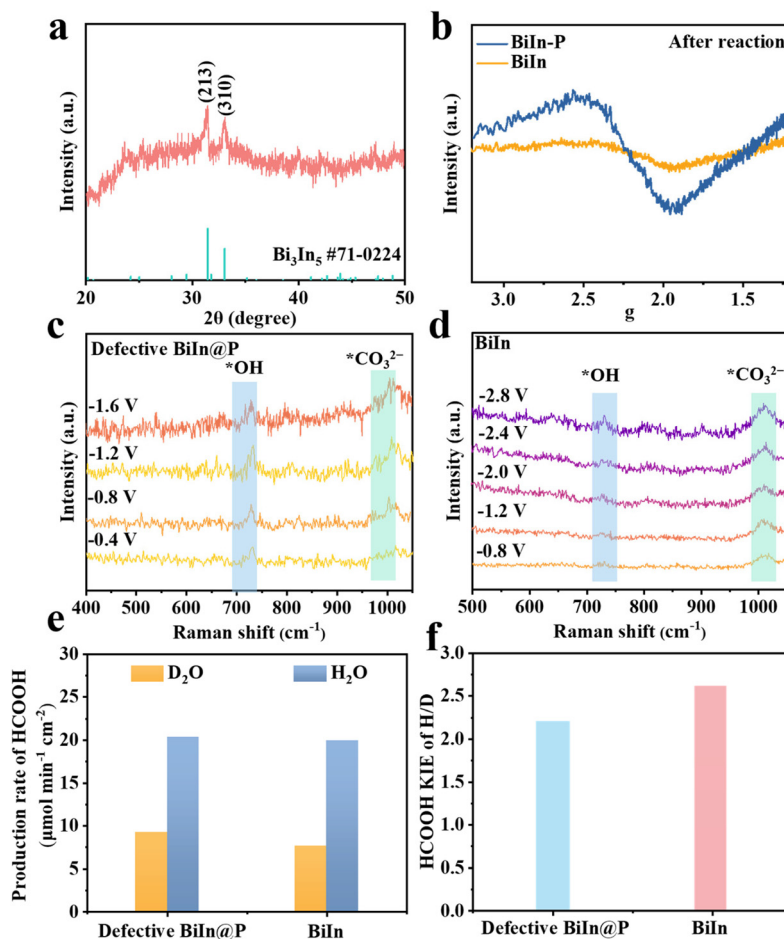 a
Intensity (a.u.)
(213)
(310)
Bi₃In₅ #71-0224
20 30 40 50
2θ (degree)
b
Intensity (a.u.)
BiIn-P
BiIn
After reaction
3.0 2.5 2.0 1.5
g
c
Intensity (a.u.)
Defective BiIn@P
*OH
*CO₃²⁻
-1.6 V
-1.2 V
-0.8 V
-0.4 V
400 500 600 700 800 900 1000
Raman shift (cm⁻¹)
d
Intensity (a.u.)
BiIn
*OH
*CO₃²⁻
-2.8 V
-2.4 V
-2.0 V
-1.2 V
-0.8 V
500 600 700 800 900 1000
Raman shift (cm⁻¹)
e
Production rate of HCOOH
(μmol min⁻¹ cm⁻²)
D₂O
H₂O
30
25
20
15
10
5
0
Defective BiIn@P BiIn
f
HCOOH KIE of H/D
3.0
2.5
2.0
1.5
1.0
0.5
0.0
Defective BiIn@P BiIn